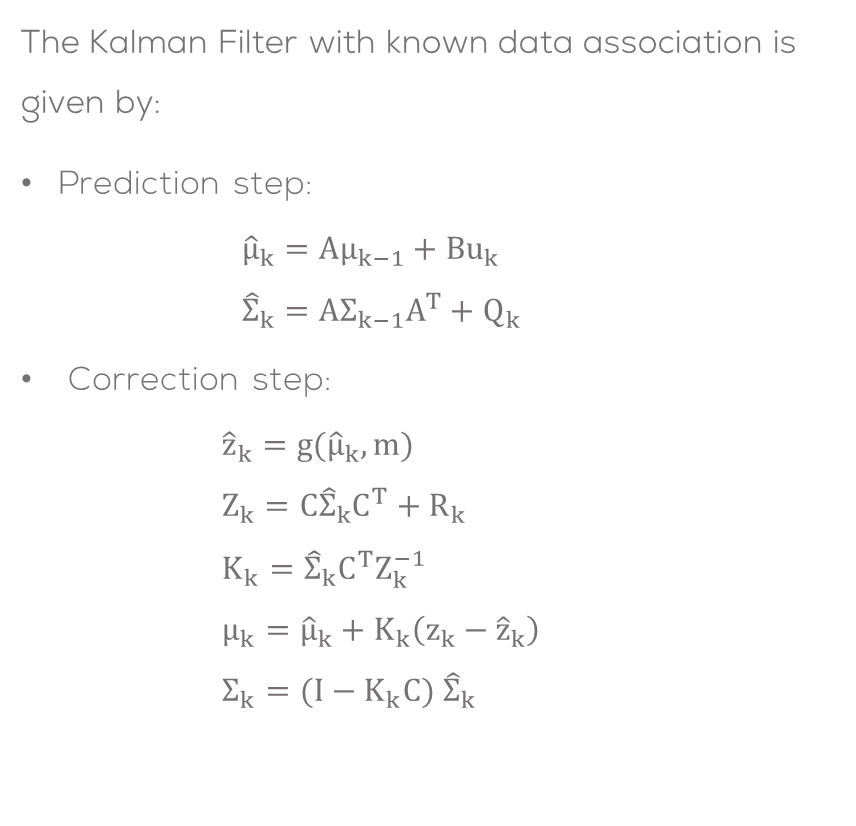 The Kalman Filter with known data association is
given by:
• Prediction step:
μ̂ₖ = Aμₖ₋₁ + Buₖ
Σ̂ₖ = AΣₖ₋₁Aᵀ + Qₖ
• Correction step:
ẑₖ = g(μ̂ₖ, m)
Zₖ = CΣ̂ₖCᵀ + Rₖ
Kₖ = Σ̂ₖCᵀZₖ⁻¹
μₖ = μ̂ₖ + Kₖ(zₖ − ẑₖ)
Σₖ = (I − KₖC) Σ̂ₖ